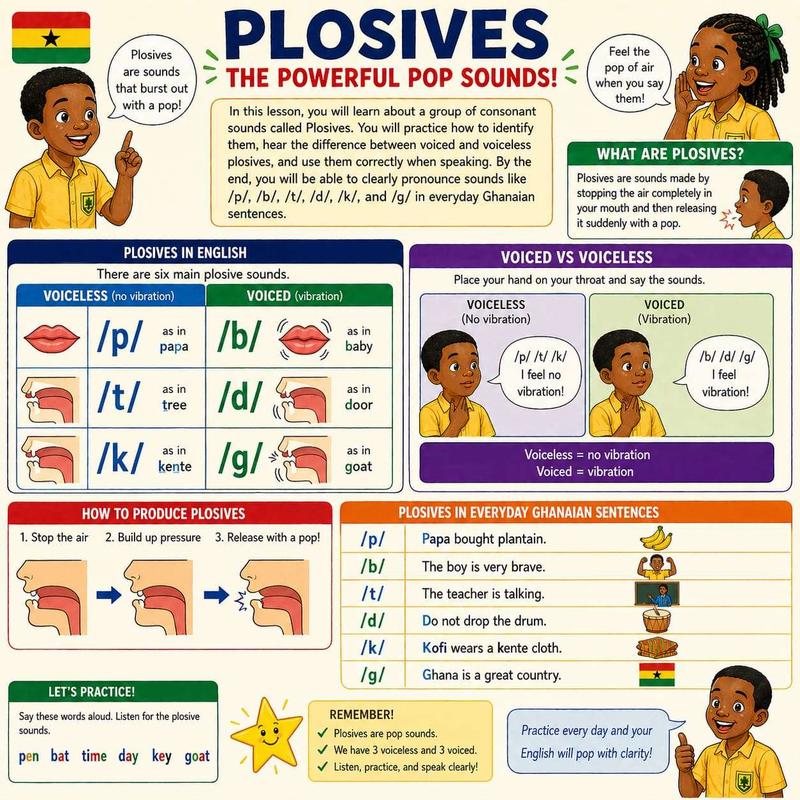 PLOSIVES
THE POWERFUL POP SOUNDS!
Plosives
are sounds
that burst out
with a pop!
Feel the
pop of air
when you say
them!
In this lesson, you will learn about a group of consonant
sounds called Plosives. You will practice how to identify
them, hear the difference between voiced and voiceless
plosives, and use them correctly when speaking. By the
end, you will be able to clearly pronounce sounds like
/p/, /b/, /t/, /d/, /k/, and /g/ in everyday Ghanaian
sentences.
WHAT ARE PLOSIVES?
Plosives are sounds made by
stopping the air completely in
your mouth and then releasing
it suddenly with a pop.
PLOSIVES IN ENGLISH
There are six main plosive sounds.
VOICELESS (no vibration) VOICED (vibration)
/p/ as in papa /b/ as in baby
/t/ as in tree /d/ as in door
/k/ as in kente /g/ as in goat
VOICED VS VOICELESS
Place your hand on your throat and say the sounds.
VOICELESS
(No vibration)
/p/ /t/ /k/
I feel no
vibration!
VOICED
(Vibration)
/b/ /d/ /g/
I feel
vibration!
Voiceless = no vibration
Voiced = vibration
HOW TO PRODUCE PLOSIVES
1. Stop the air 2. Build up pressure 3. Release with a pop!
PLOSIVES IN EVERYDAY GHANAIAN SENTENCES
/p/ Papa bought plantain.
/b/ The boy is very brave.
/t/ The teacher is talking.
/d/ Do not drop the drum.
/k/ Kofi wears a kente cloth.
/g/ Ghana is a great country.
LET'S PRACTICE!
Say these words aloud. Listen for the plosive
sounds.
pen bat time day key goat
REMEMBER!
✓ Plosives are pop sounds.
✓ We have 3 voiceless and 3 voiced.
✓ Listen, practice, and speak clearly!
Practice every day and your
English will pop with clarity!